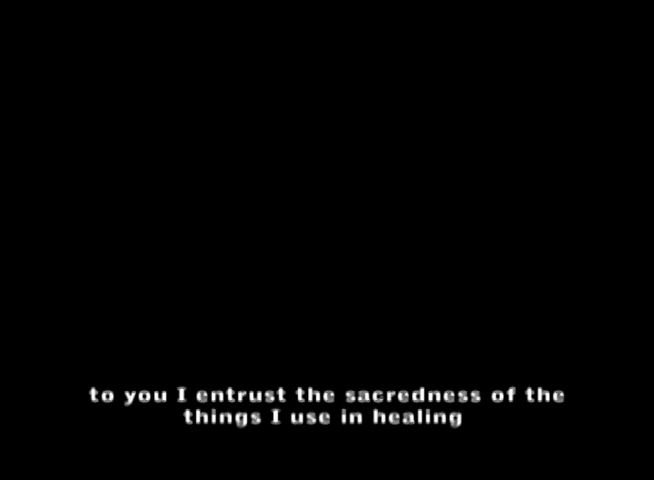 to you I entrust the sacredness of the
things I use in healing